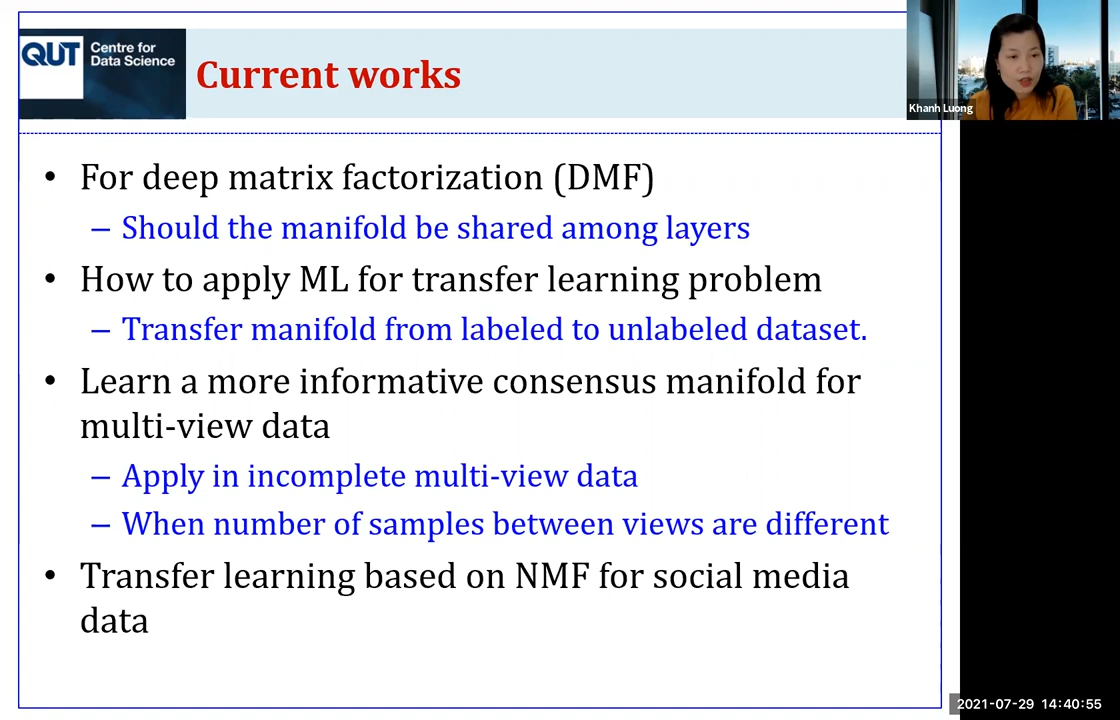 QUT Centre for
Data Science
Current works
Khanh Luong
• For deep matrix factorization (DMF)
– Should the manifold be shared among layers
• How to apply ML for transfer learning problem
– Transfer manifold from labeled to unlabeled dataset.
• Learn a more informative consensus manifold for
multi-view data
– Apply in incomplete multi-view data
– When number of samples between views are different
• Transfer learning based on NMF for social media
data
2021-07-29 14:40:55